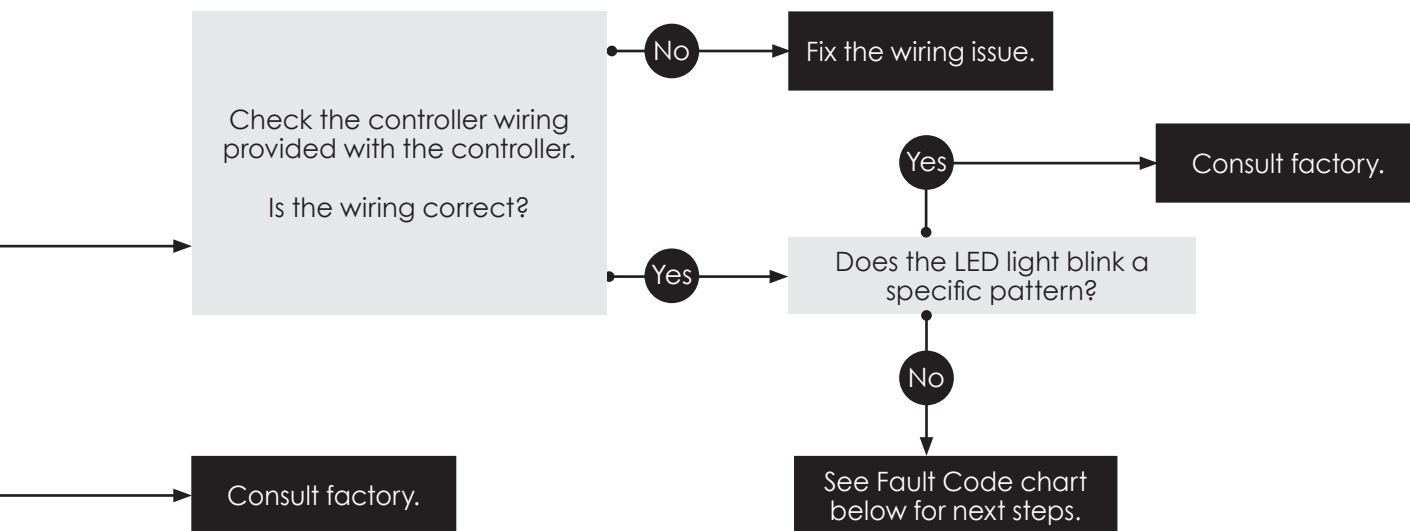 No
Fix the wiring issue.
Check the controller wiring
provided with the controller.
Is the wiring correct?
Yes
Consult factory.
Yes
Does the LED light blink a
specific pattern?
No
Consult factory.
See Fault Code chart
below for next steps.